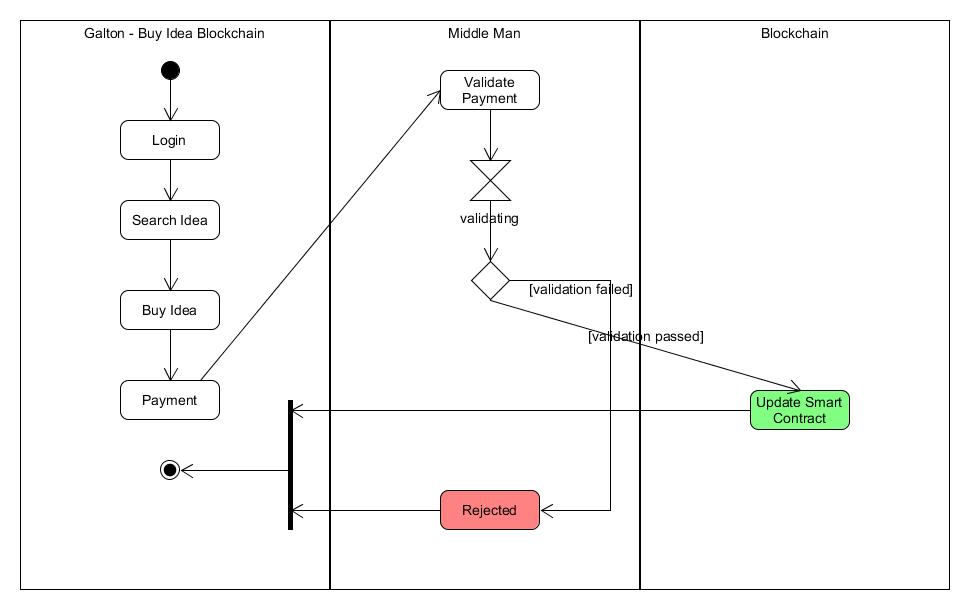 Galton - Buy Idea Blockchain
Middle Man
Blockchain
Login
Search Idea
Buy Idea
Payment
Validate
Payment
validating
[validation failed]
[validation passed]
Update Smart
Contract
Rejected